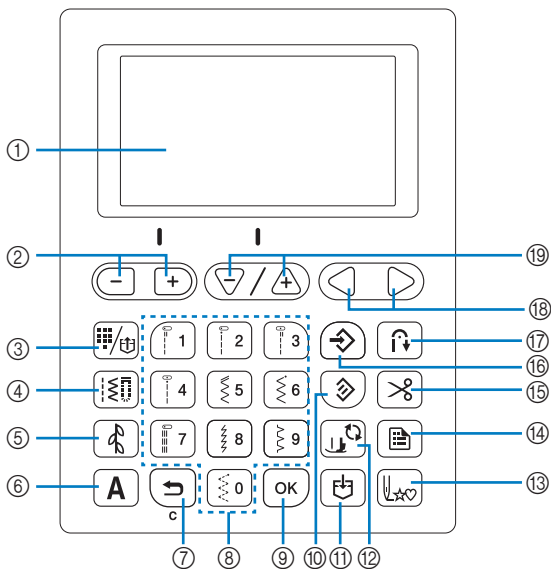 ①
② − + − / + ⑲
⑱
③ 1 2 3 ⑰
⑯
④ 4 5 6 ⑮
⑤ 7 8 9 ⑭
⑥ A 0 OK ⑬
C
⑦ ⑧ ⑨ ⑩ ⑪ ⑫